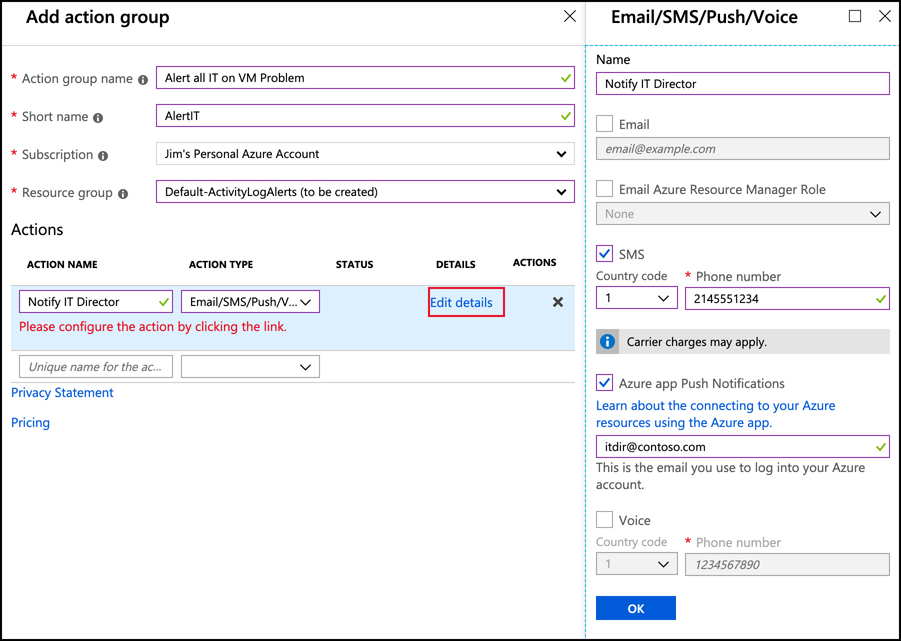 Add action group
* Action group name
Alert all IT on VM Problem
* Short name
AlertIT
* Subscription
Jim's Personal Azure Account
* Resource group
Default-ActivityLogAlerts (to be created)
Actions
ACTION NAME ACTION TYPE STATUS DETAILS ACTIONS
Notify IT Director Email/SMS/Push/V... Edit details
Please configure the action by clicking the link.
Unique name for the ac...
Privacy Statement
Pricing
Email/SMS/Push/Voice
Name
Notify IT Director
Email
email@example.com
Email Azure Resource Manager Role
None
SMS
Country code * Phone number
1 2145551234
Carrier charges may apply.
Azure app Push Notifications
Learn about the connecting to your Azure
resources using the Azure app.
itdir@contoso.com
This is the email you use to log into your Azure
account.
Voice
Country code * Phone number
1 1234567890
OK